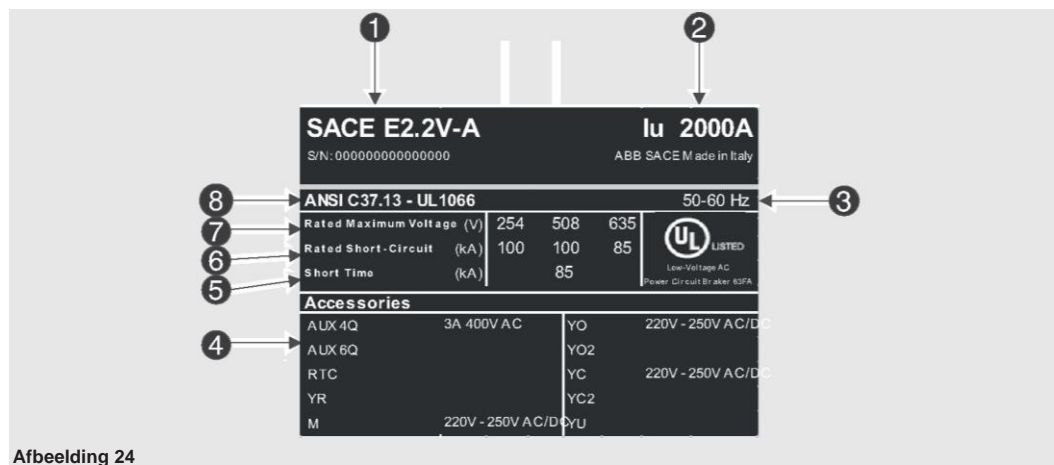 1 2
SACE E2.2V-A Iu 2000A
S/N: 000000000000000 ABB SACE Made in Italy
8 ANSI C37.13 - UL1066 50-60 Hz 3
7 Rated Maximum Voltage (V) 254 508 635
6 Rated Short-Circuit (kA) 100 100 85
5 Short Time (kA) 85
UL LISTED
Low-Voltage AC
Power Circuit Braker 63FA
Accessories
4
AUX 4Q 3A 400V AC YO 220V - 250V AC/DC
AUX 6Q YO2
RTC YC 220V - 250V AC/DC
YR YC2
M 220V - 250V AC/DC YU
Afbeelding 24